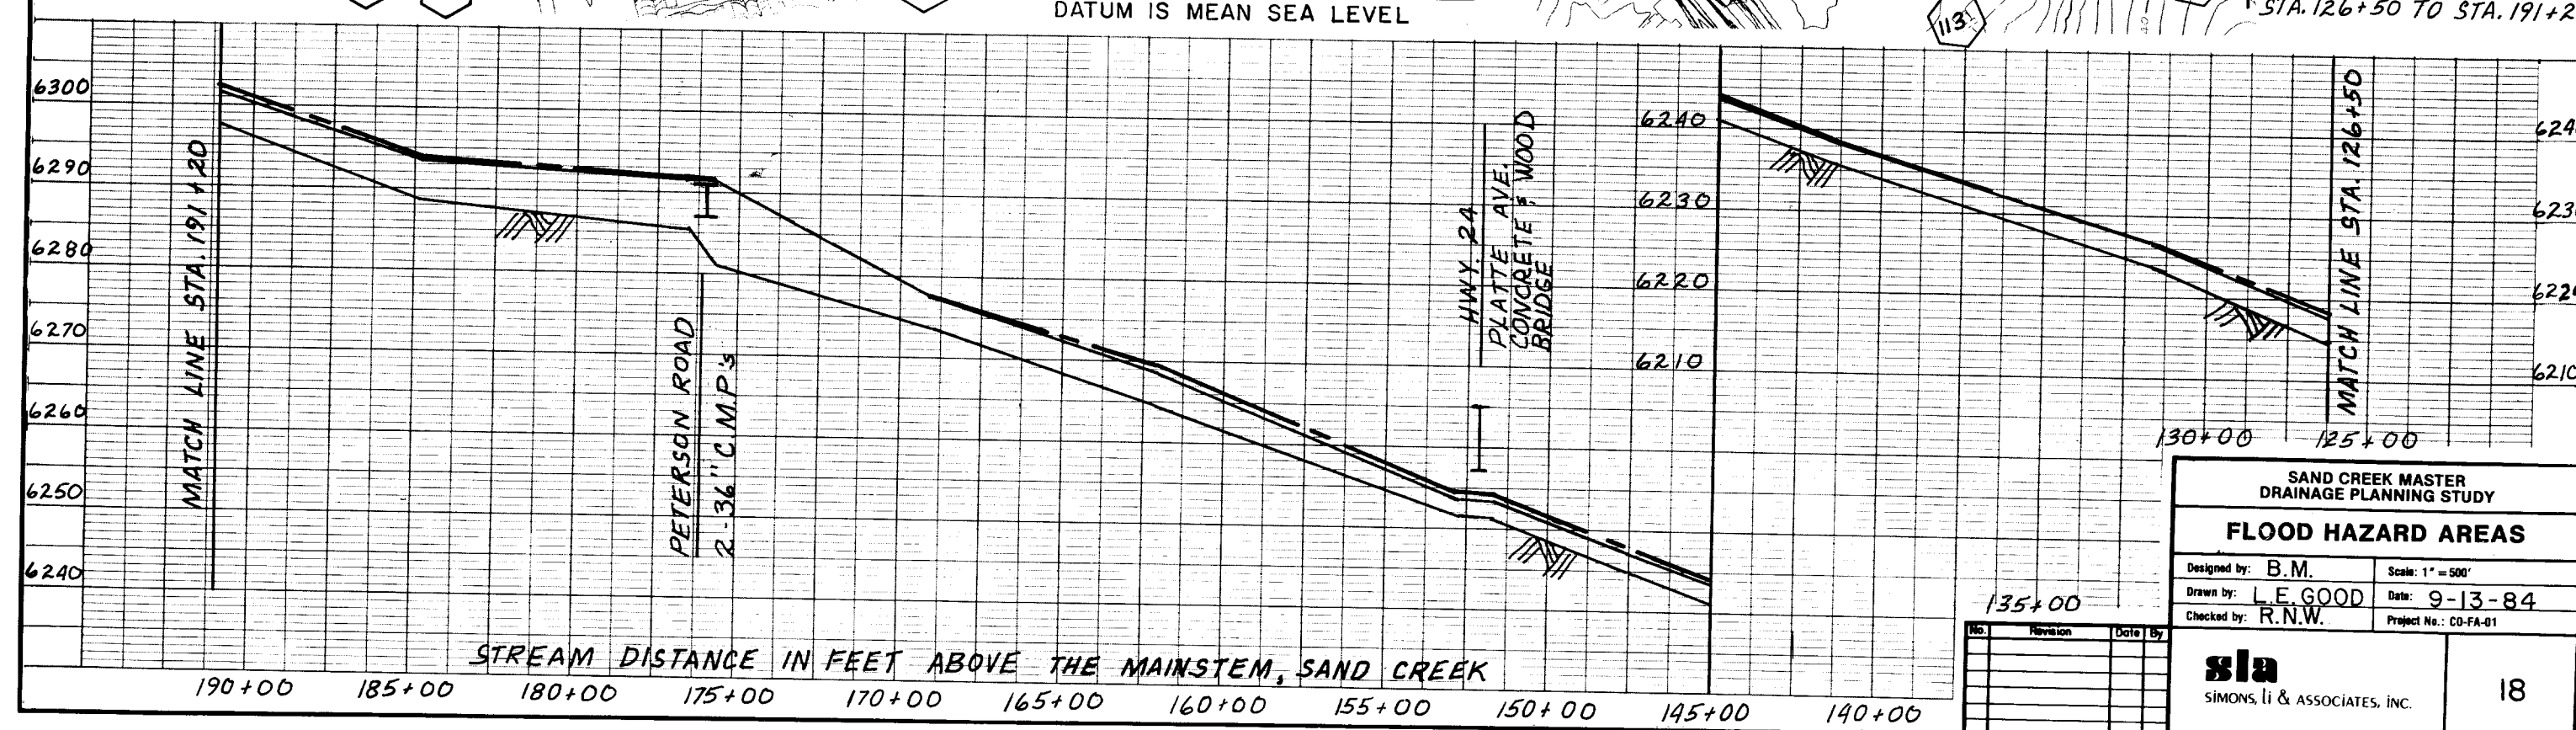 DATUM IS MEAN SEA LEVEL
113
STA. 126+50 TO STA. 191+2
6300
6290
6280
6270
6260
6250
6240
MATCH LINE STA. 191+20
PETERSON ROAD
2-36" C.M.P.'s
HWY. 24
PLATTE AVE.
CONCRETE & WOOD
BRIDGE
6240
6230
6220
6210
MATCH LINE STA. 126+50
624
623
622
6210
130+00 125+00
135+00
STREAM DISTANCE IN FEET ABOVE THE MAINSTEM, SAND CREEK
190+00 185+00 180+00 175+00 170+00 165+00 160+00 155+00 150+00 145+00 140+00
No. Revision Date By
SAND CREEK MASTER
DRAINAGE PLANNING STUDY
FLOOD HAZARD AREAS
Designed by: B.M. Scale: 1" = 500'
Drawn by: L.E. GOOD Date: 9-13-84
Checked by: R.N.W. Project No.: CO-FA-01
sla
SIMONS, li & ASSOCIATES, INC.
18